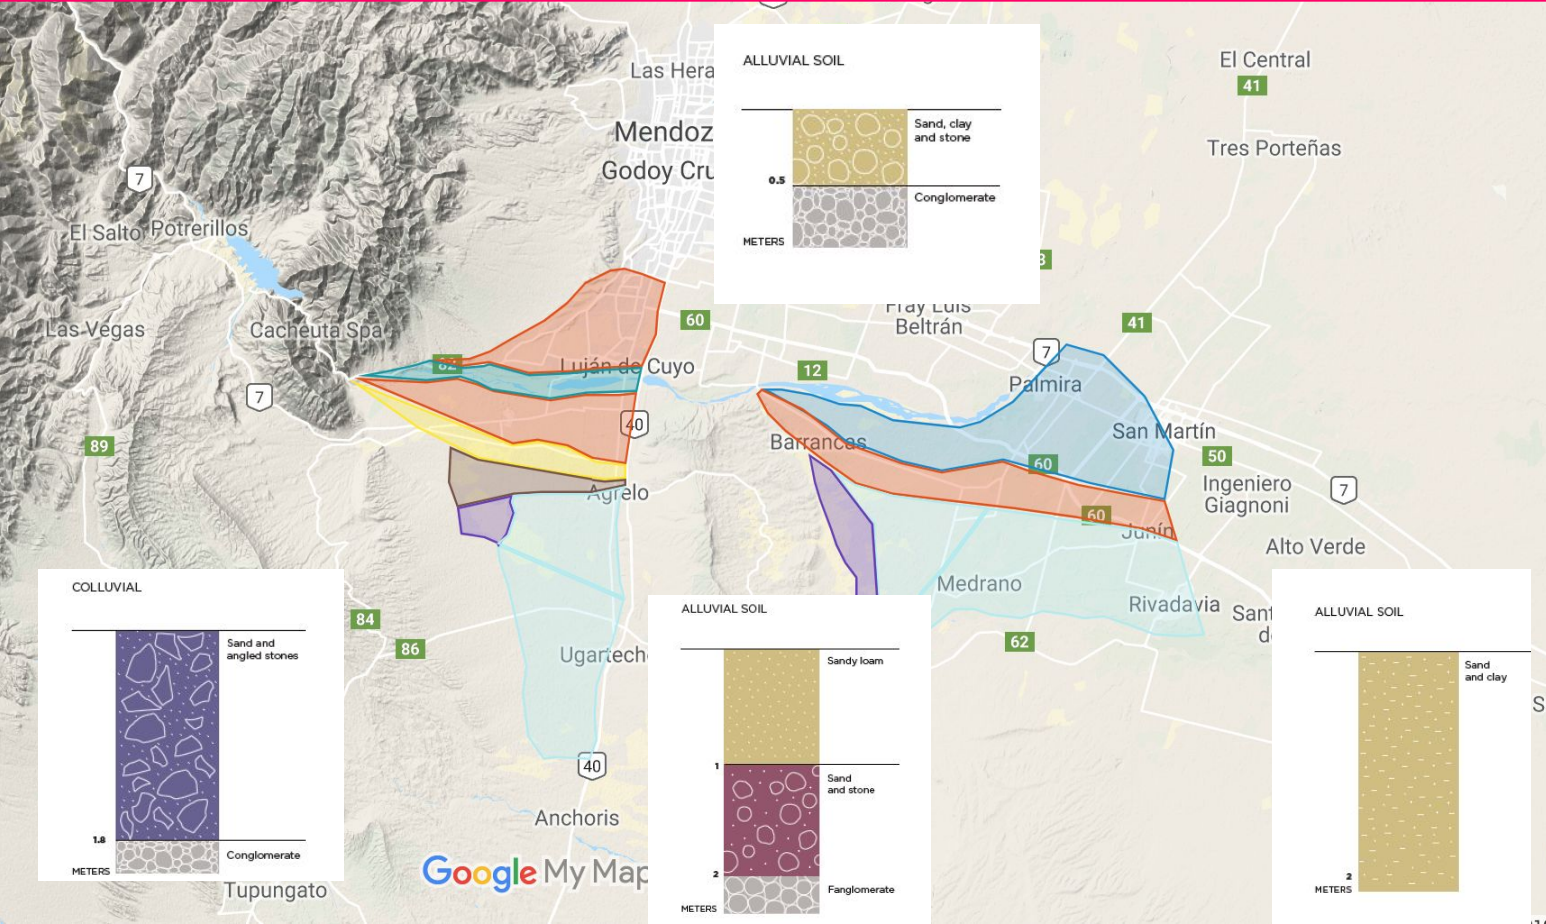 El Central
41
ALLUVIAL SOIL
Las Hera
Mendoz
Godoy Cru
Sand, clay
and stone
0.5
Conglomerate
METERS
Tres Porteñas
7
El Salto
Potrerillos
Las Vegas
Cacheuta Spa
60
Fray Luis
Beltrán
41
82
Luján de Cuyo
12
7
Palmira
7
40
89
Barrancas
San Martín
60
50
Agrelo
Ingeniero
Giagnoni
7
60
Junín
Alto Verde
Medrano
Rivadavia
Sant
d
62
84
86
Ugartech
COLLUVIAL
Sand and
angled stones
1.8
Conglomerate
METERS
ALLUVIAL SOIL
Sandy loam
1
Sand
and stone
2
Fanglomerate
METERS
ALLUVIAL SOIL
Sand
and clay
2
METERS
S
40
Anchoris
Google My Map
Tupungato